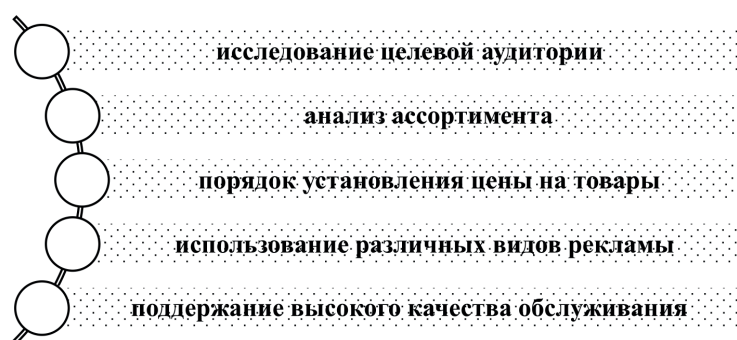 исследование целевой аудитории
анализ ассортимента
порядок установления цены на товары
использование различных видов рекламы
поддержание высокого качества обслуживания